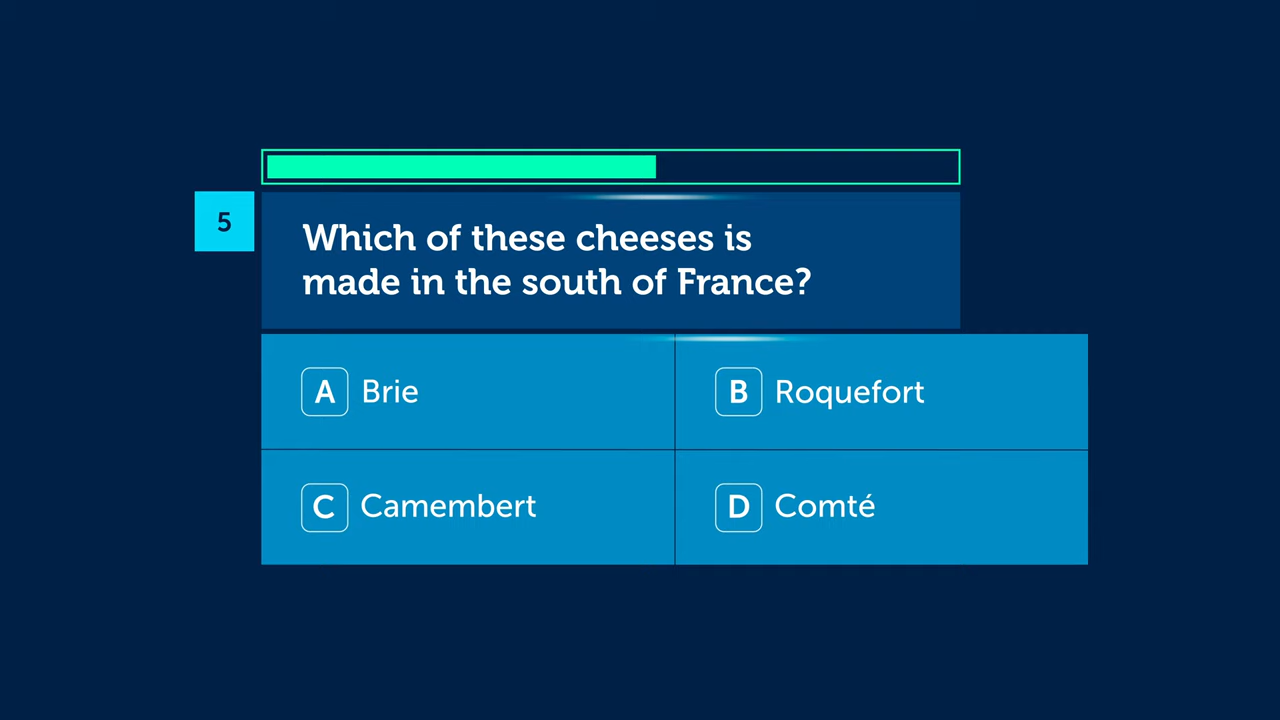 5
Which of these cheeses is
made in the south of France?
A Brie
B Roquefort
C Camembert
D Comté